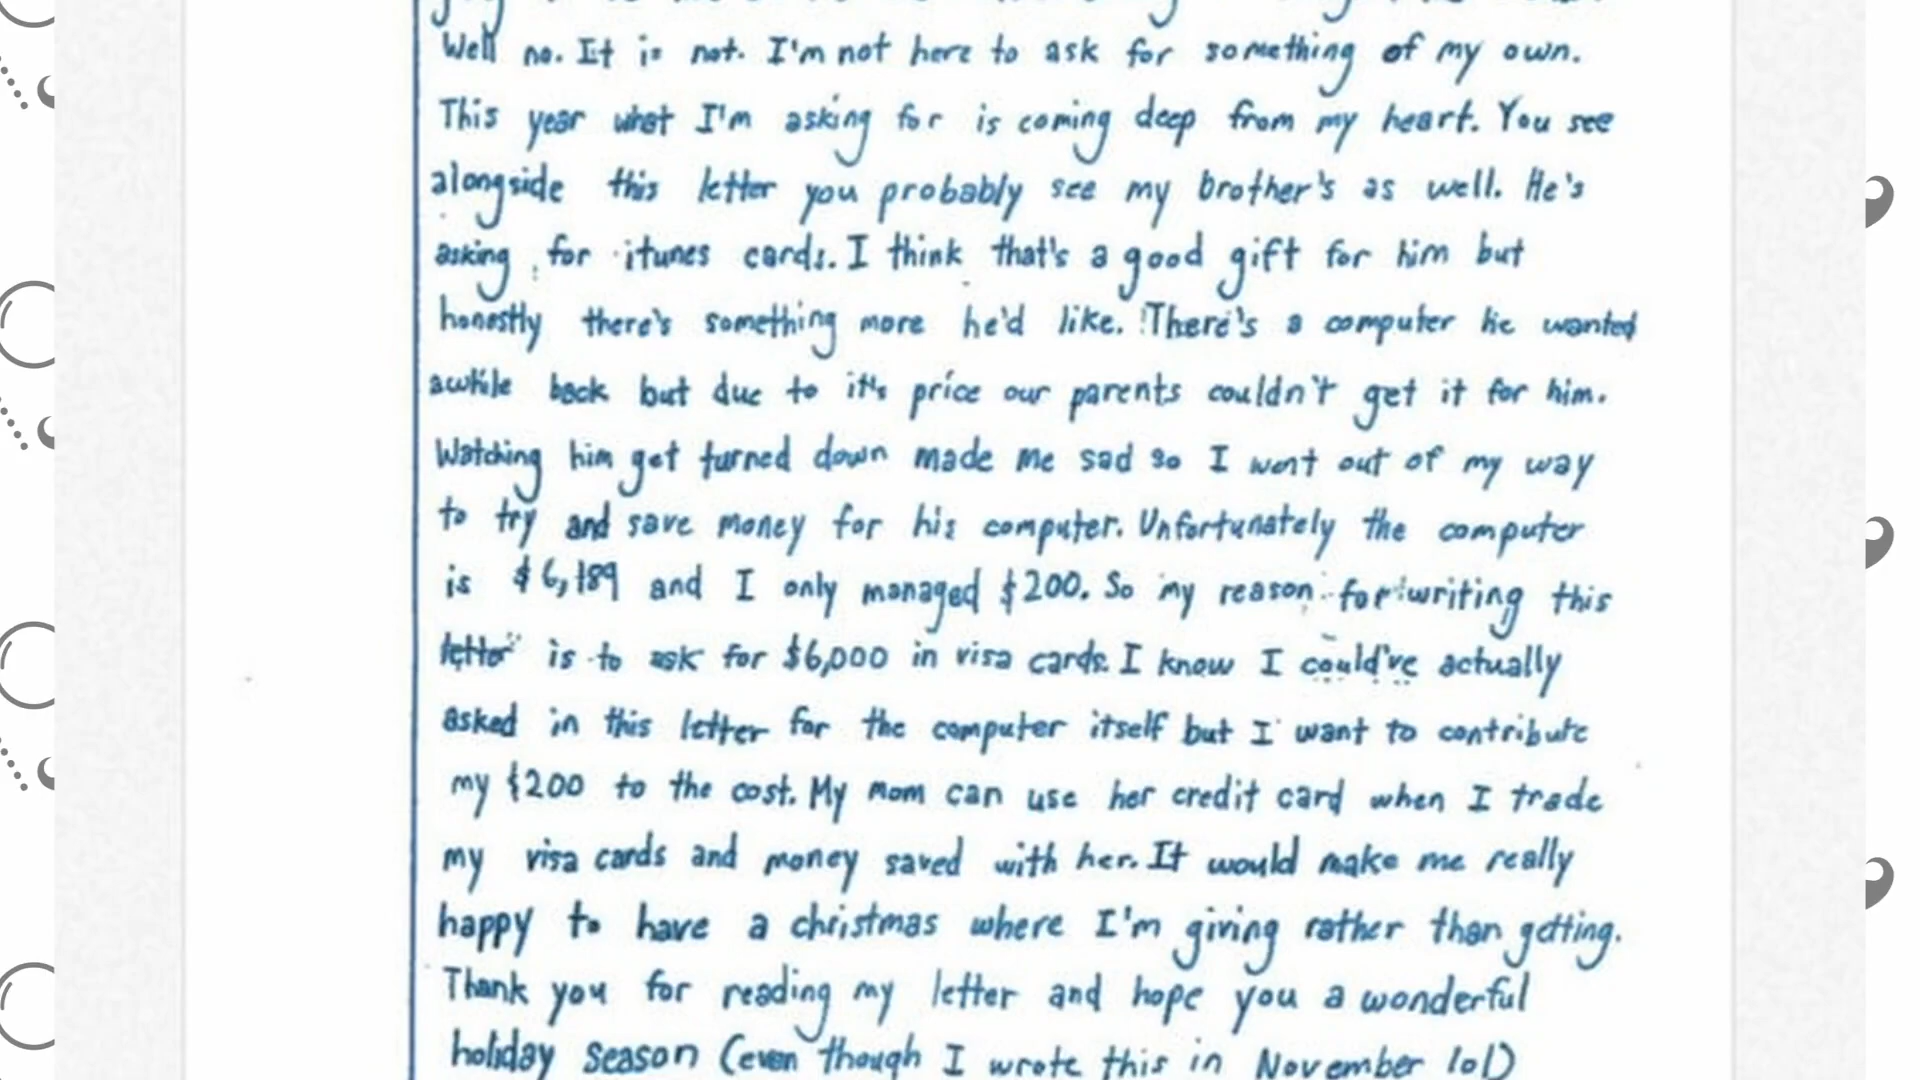 Well no. It is not. I'm not here to ask for something of my own.
This year what I'm asking for is coming deep from my heart. You see
alongside this letter you probably see my brother's as well. He's
asking for itunes cards. I think that's a good gift for him but
honestly there's something more he'd like. There's a computer he wanted
awhile back but due to it's price our parents couldn't get it for him.
Watching him get turned down made me sad so I went out of my way
to try and save money for his computer. Unfortunately the computer
is $6,189 and I only managed $200. So my reason for writing this
letter is to ask for $6,000 in visa cards. I know I could've actually
asked in this letter for the computer itself but I want to contribute
my $200 to the cost. My mom can use her credit card when I trade
my visa cards and money saved with her. It would make me really
happy to have a christmas where I'm giving rather than getting.
Thank you for reading my letter and hope you a wonderful
holiday season (even though I wrote this in November lol)